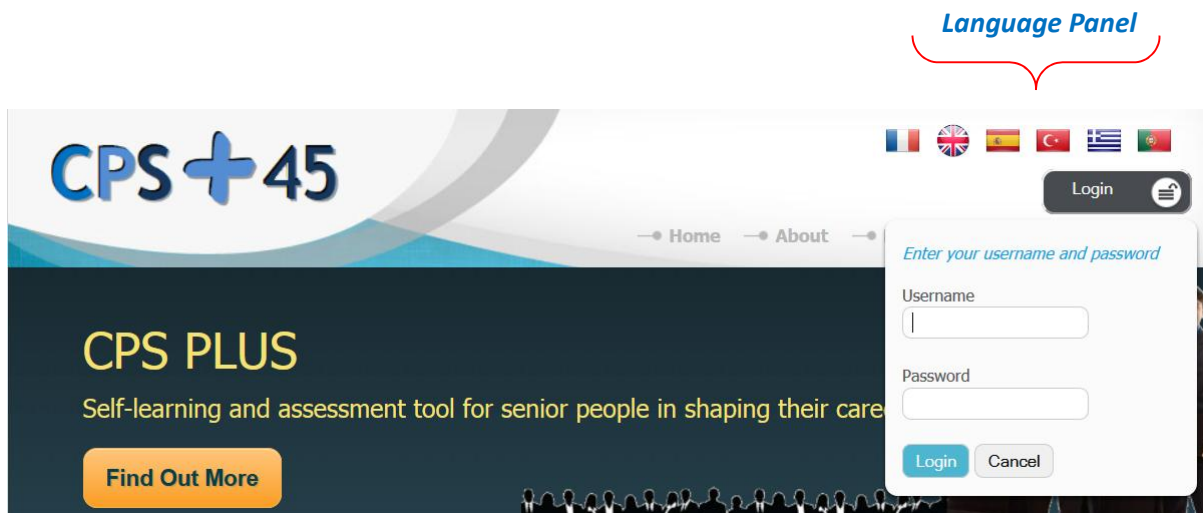 Language Panel
CPS+45
Login
Home About
Enter your username and password
Username
Password
Login Cancel
CPS PLUS
Self-learning and assessment tool for senior people in shaping their
Find Out More